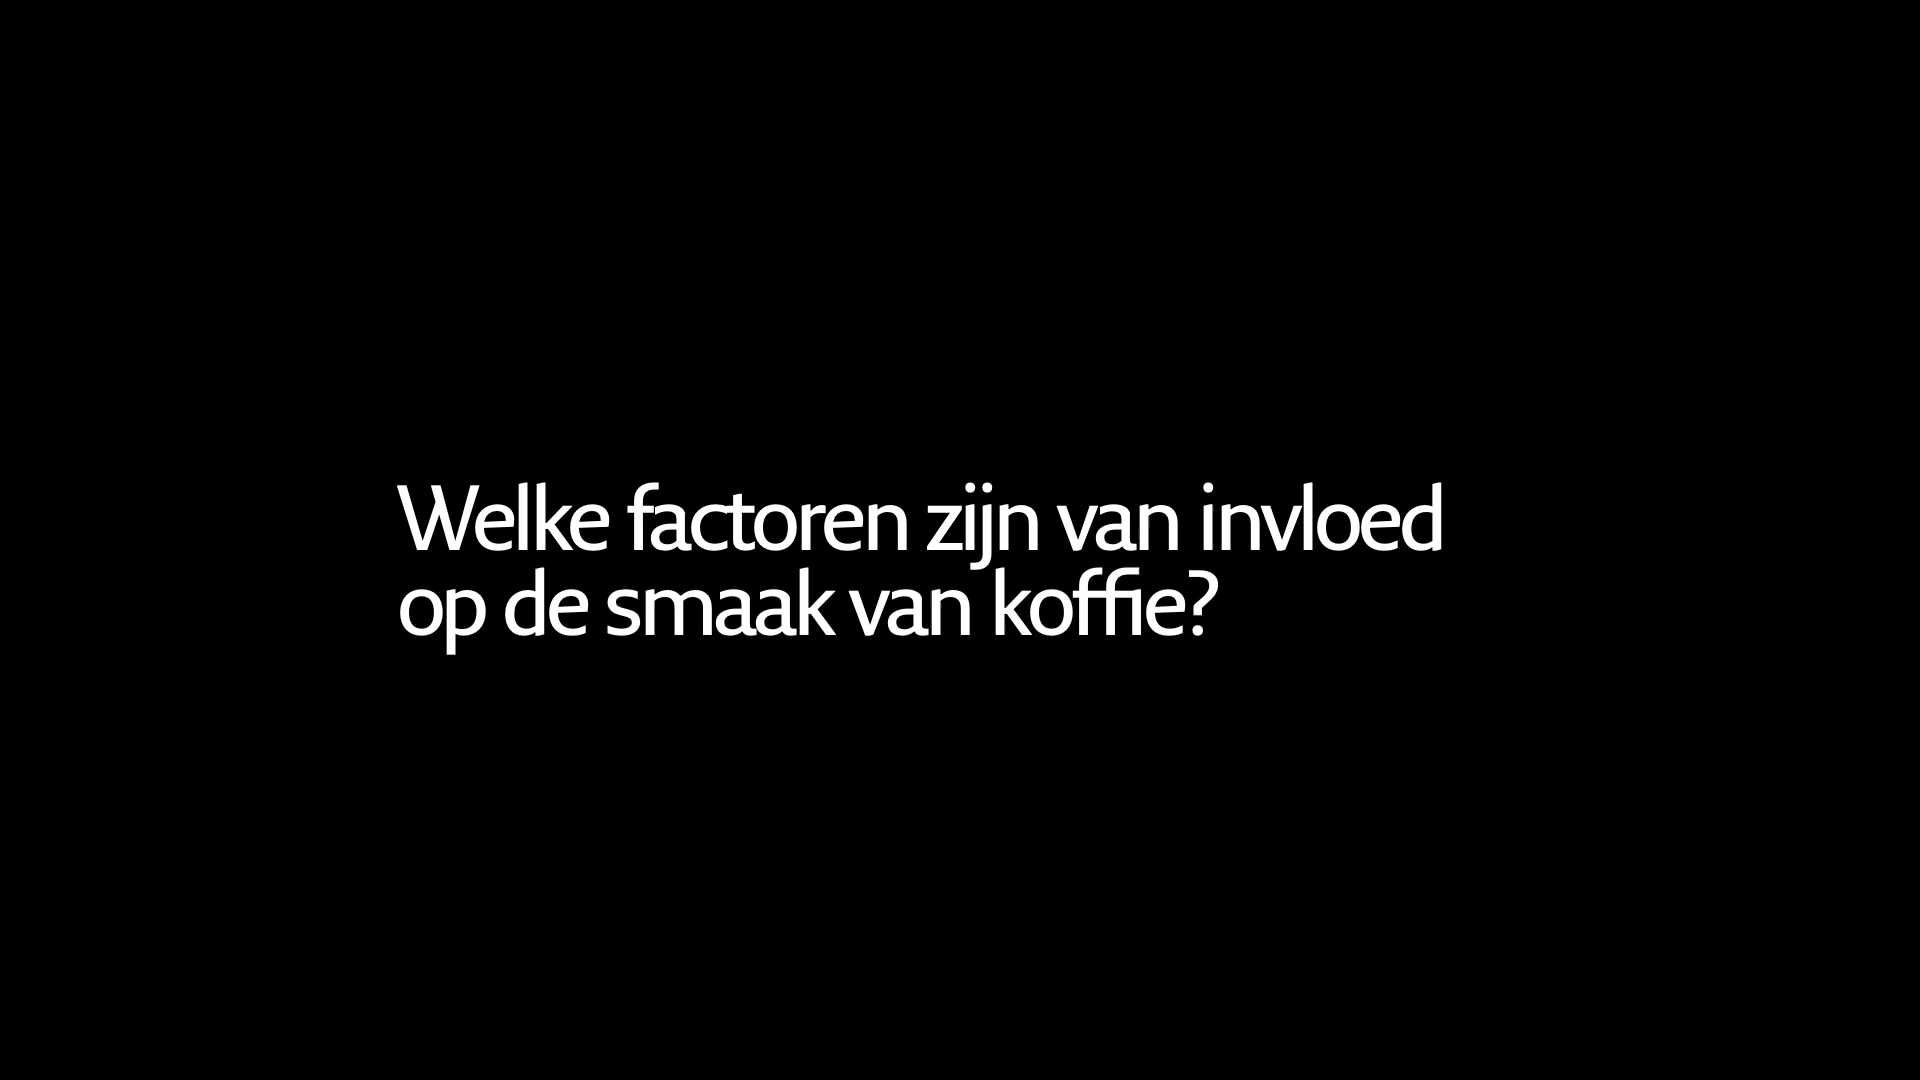 Welke factoren zijn van invloed
op de smaak van koffie?